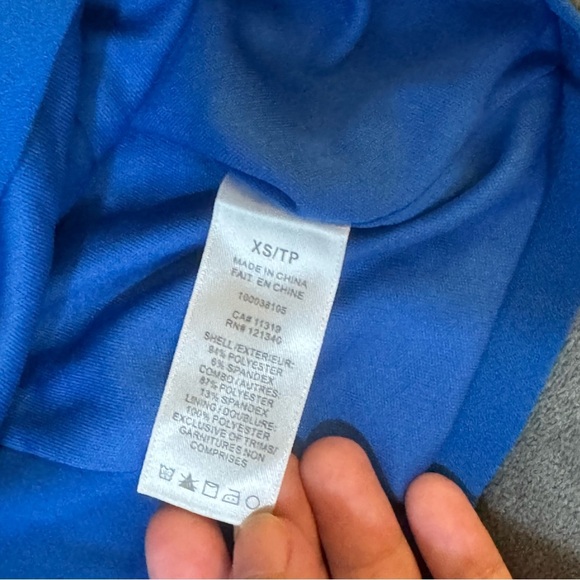 XS/TP
MADE IN CHINA
FAIT EN CHINE
100038195
CA# 11319
RN# 121340
SHELL/EXTERIEUR:
94% POLYESTER
6% SPANDEX
COMBO/AUTRES:
87% POLYESTER
13% SPANDEX
LINING/DOUBLURE:
100% POLYESTER
EXCLUSIVE OF TRIMS/
GARNITURES NON
COMPRISES